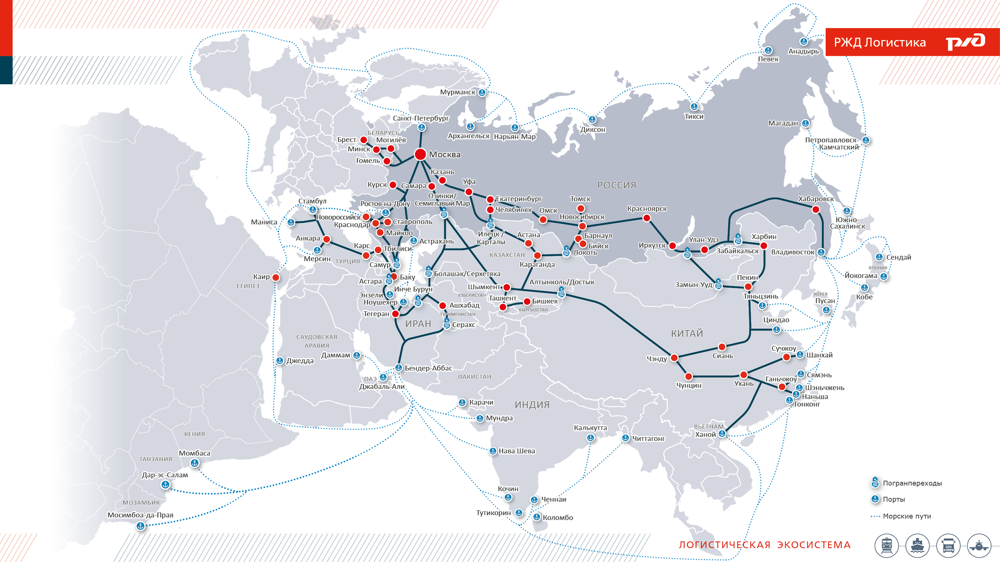 РЖД Логистика
Анадырь
Певек
Мурманск
Санкт-Петербург
Тикси
Магадан
Диксон
Архангельск
Нарьян-Мар
БЕЛАРУСЬ
Брест
Могилёв
Минск
Гомель
Петропавловск-
Камчатский
Москва
Казань
Уфа
РОССИЯ
Курск
Самара
Озинки/
Семиглавый Мар
Екатеринбург
Томск
Хабаровск
Стамбул
Ростов-на-Дону
Челябинск
Омск
Красноярск
Новороссийск
Новосибирск
Маниса
Краснодар
Ставрополь
Южно-
Сахалинск
Майкоп
Илецк /
Карталы
Астана
Барнаул
Бийск
Анкара
Карс
Тбилиси
Астрахань
Улан-Удэ
Харбин
Иркутск
Забайкальск
Владивосток
Локоть
КАЗАХСТАН
Мерсин
ТУРЦИЯ
Самур
Караганда
Сендай
ЯПОНИЯ
Каир
ЕГИПЕТ
Астара
Баку
Болашак/Серхетяка
Йокогама
Пекин
Алтынколь/Достык
Замын-Ууд
Шымкент
Инче Бурун
Энзели
УЗБЕКИСТАН
КОРЕЯ
Тяньцзинь
Кобе
Ноушехер
Ташкент
Бишкек
Пусан
Ашхабад
КЫРГЫЗСТАН
Тегеран
ТУРКМЕНИСТАН
ИРАН
Серахс
Циндао
КИТАЙ
САУДОВСКАЯ
АРАВИЯ
Сучжоу
Даммам
Шанхай
Сиань
Чэнду
Джедда
Бендер-Аббас
ПАКИСТАН
ОАЭ
Сямэнь
Ганьчжоу
Джабаль-Али
Чунцин
Ухань
Шэньчжень
Наньша
Карачи
ИНДИЯ
Гонконг
Мундра
Калькутта
ВЬЕТНАМ
Ханой
КЕНИЯ
Читтагонг
Нава Шева
Момбаса
ТАНЗАНИЯ
Дар-эс-Салам
Погранпереходы
Кочин
Ченнаи
Порты
МОЗАМБИК
Тутикорин
Коломбо
Мосимбоа-да-Прая
Морские пути
ЛОГИСТИЧЕСКАЯ ЭКОСИСТЕМА